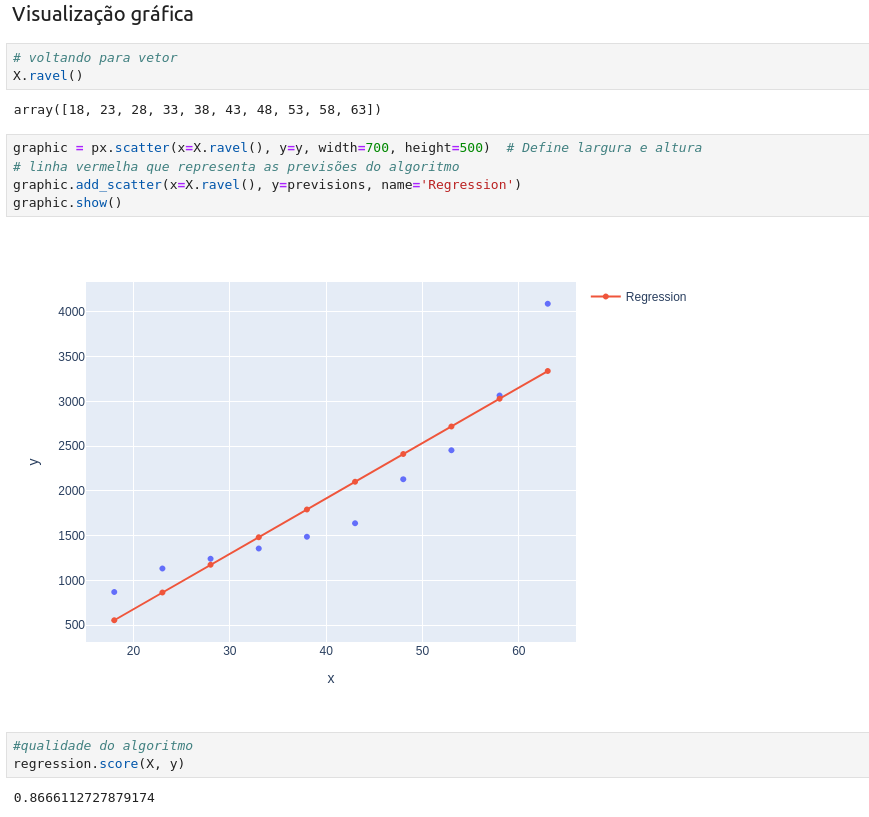 Visualização gráfica
# voltando para vetor
X.ravel()
array([18, 23, 28, 33, 38, 43, 48, 53, 58, 63])
graphic = px.scatter(x=X.ravel(), y=y, width=700, height=500)  # Define largura e altura
# linha vermelha que representa as previsões do algoritmo
graphic.add_scatter(x=X.ravel(), y=previsions, name='Regression')
graphic.show()
Regression
4000
3500
3000
2500
2000
1500
1000
500
y
20 30 40 50 60
x
#qualidade do algoritmo
regression.score(X, y)
0.8666112727879174